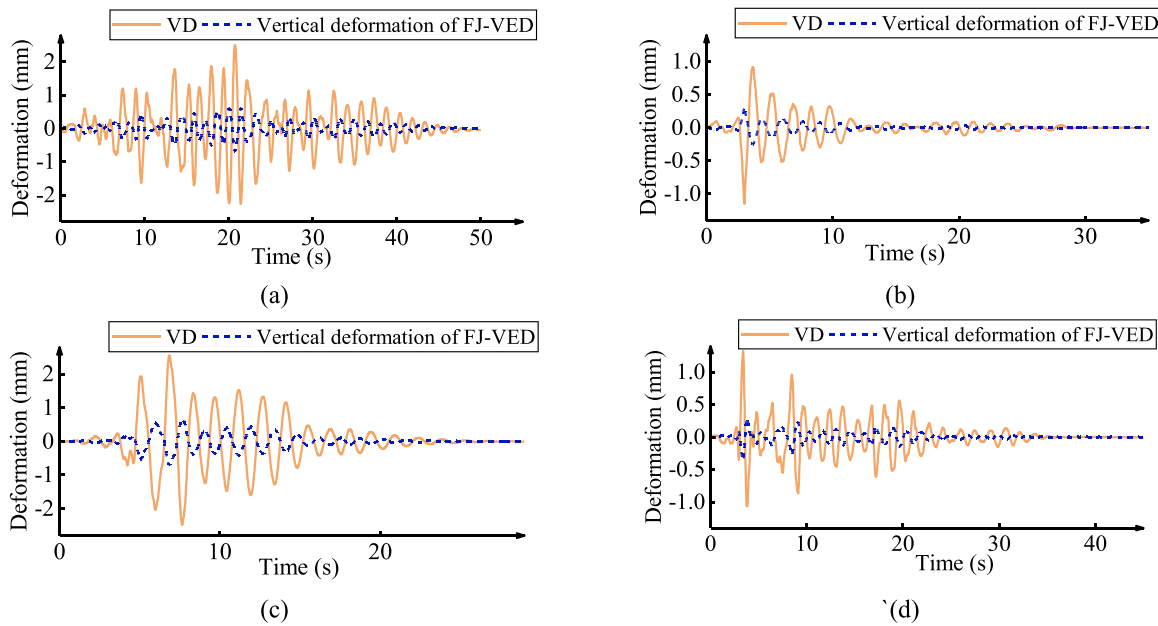 VD Vertical deformation of FJ-VED
Deformation (mm)
2
1
0
-1
-2
0 10 20 30 40 50
Time (s)
(a)
VD Vertical deformation of FJ-VED
Deformation (mm)
1.0
0.5
0.0
-0.5
-1.0
0 10 20 30
Time (s)
(b)
VD Vertical deformation of FJ-VED
Deformation (mm)
2
1
0
-1
-2
0 10 20
Time (s)
(c)
VD Vertical deformation of FJ-VED
Deformation (mm)
1.0
0.5
0.0
-0.5
-1.0
0 10 20 30 40
Time (s)
`(d)